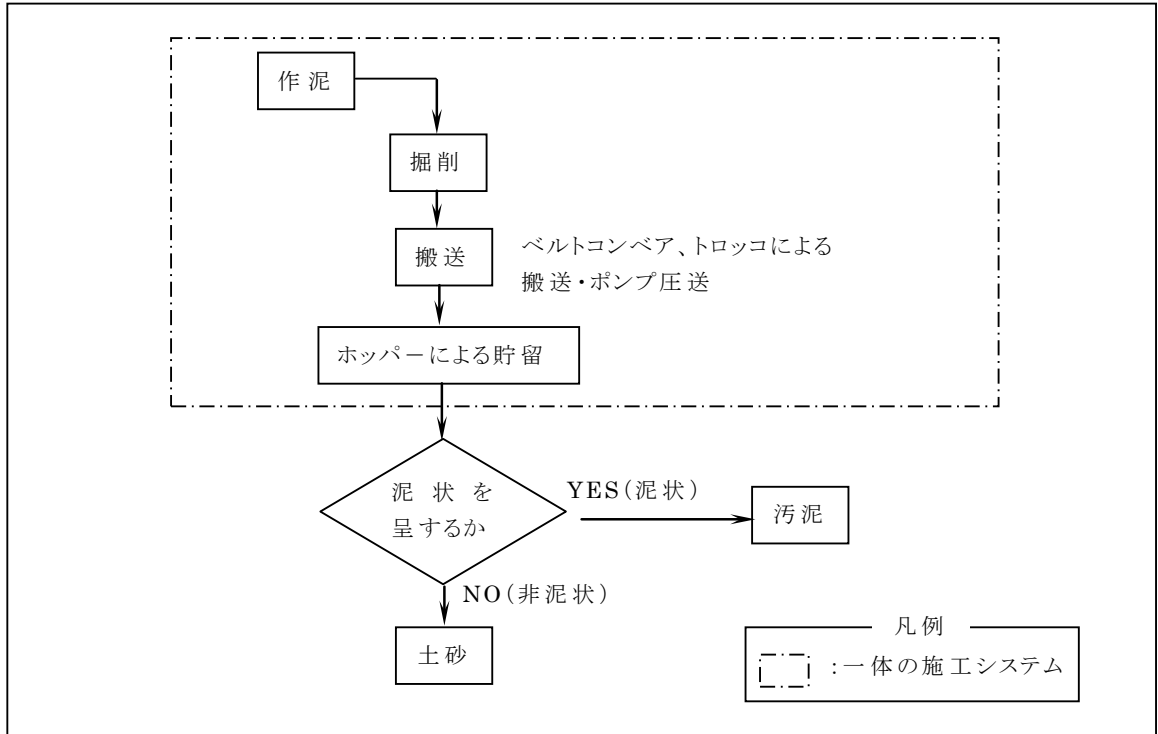 作泥
掘削
搬送
ベルトコンベア、トロッコによる
搬送・ポンプ圧送
ホッパ－による貯留
泥状を
呈するか
YES(泥状)
汚泥
NO(非泥状)
土砂
凡例
:一体の施工システム